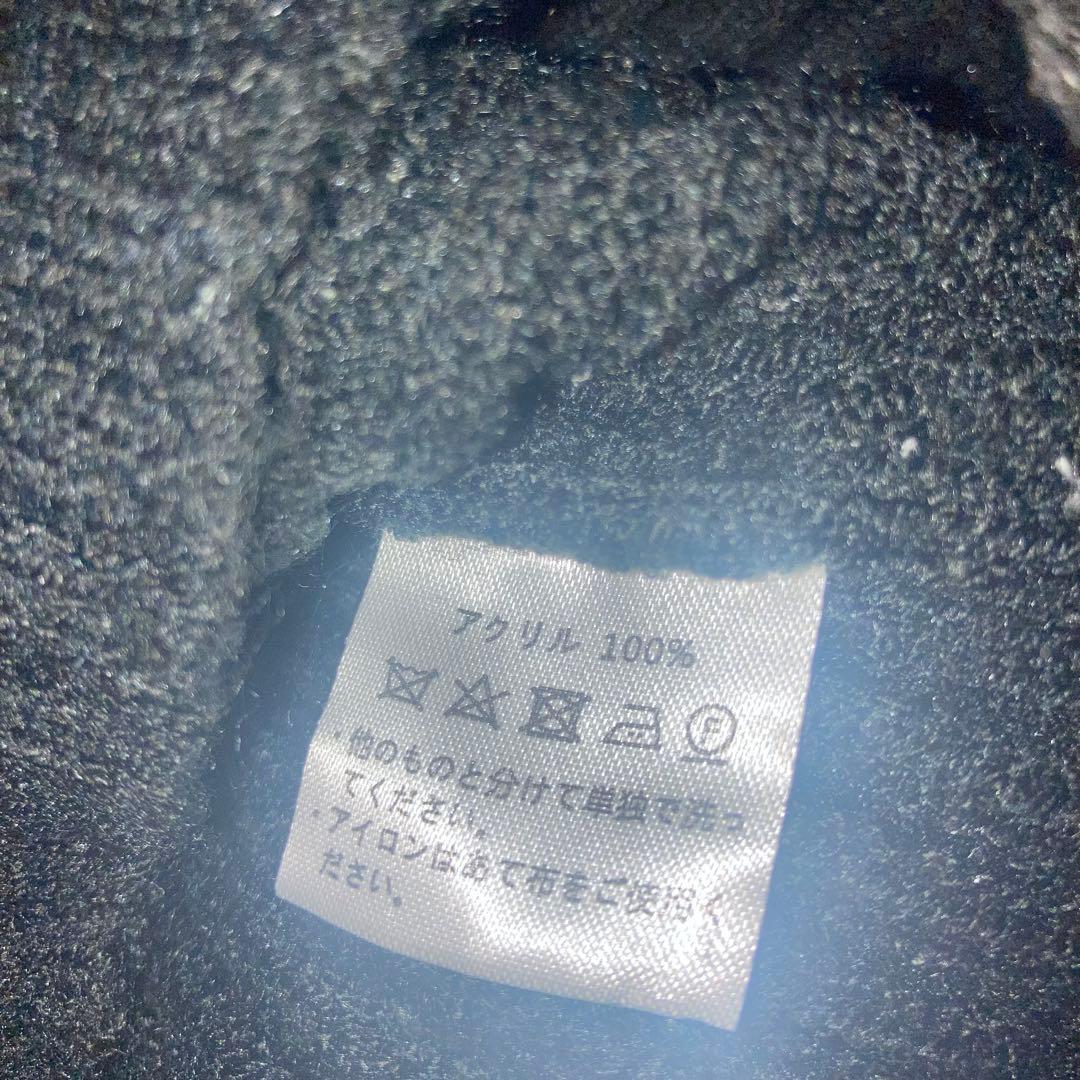 アクリル 100%
F
・他のものと分けて単独で洗っ
てください。
・アイロンはあて布をご使用く
ださい。